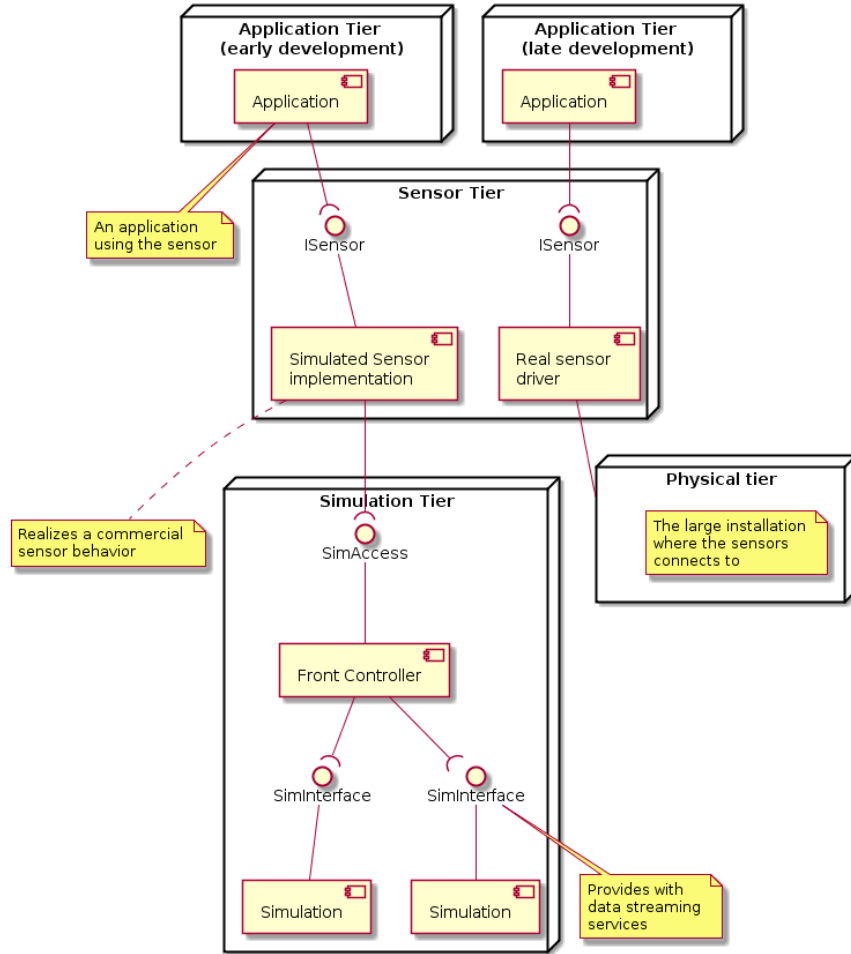 Application Tier
(early development)
Application
Application Tier
(late development)
Application
An application
using the sensor
Sensor Tier
ISensor
ISensor
Simulated Sensor
implementation
Real sensor
driver
Physical tier
The large installation
where the sensors
connects to
Realizes a commercial
sensor behavior
Simulation Tier
SimAccess
Front Controller
SimInterface
SimInterface
Simulation
Simulation
Provides with
data streaming
services